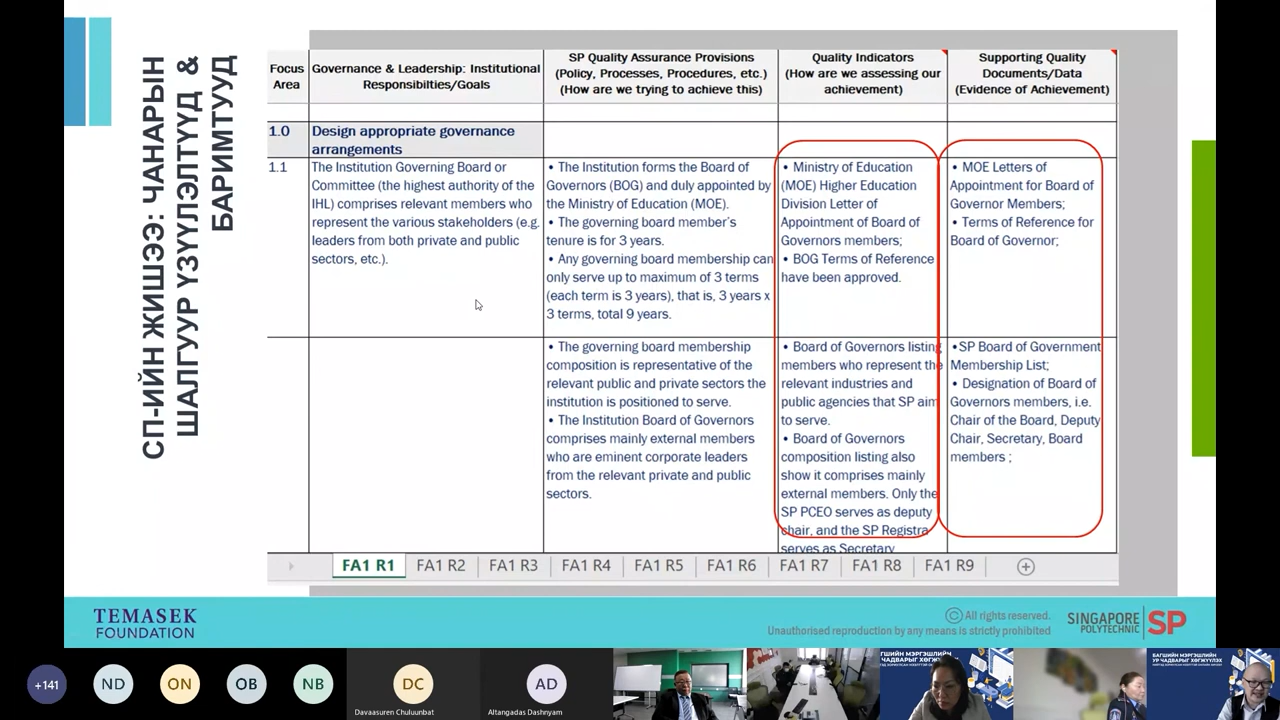 СП-ИЙН ЖИШЭЭ: ЧАНАРЫН
ШАЛГУУР ҮЗҮҮЛЭЛТҮҮД &
БАРИМТУУД
Focus
Area
Governance & Leadership: Institutional
Responsibilties/Goals
SP Quality Assurance Provisions
(Policy, Processes, Procedures, etc.)
(How are we trying to achieve this)
Quality Indicators
(How are we assessing our
achievement)
Supporting Quality
Documents/Data
(Evidence of Achievement)
1.0
Design appropriate governance
arrangements
1.1
The Institution Governing Board or
Committee (the highest authority of the
IHL) comprises relevant members who
represent the various stakeholders (e.g.
leaders from both private and public
sectors, etc.).
• The Institution forms the Board of
Governors (BOG) and duly appointed by
the Ministry of Education (MOE).
• The governing board member's
tenure is for 3 years.
• Any governing board membership can
only serve up to maximum of 3 terms
(each term is 3 years), that is, 3 years x
3 terms, total 9 years.
• Ministry of Education
(MOE) Higher Education
Division Letter of
Appointment of Board of
Governors members;
• BOG Terms of Reference
have been approved.
• MOE Letters of
Appointment for Board of
Governor Members;
• Terms of Reference for
Board of Governor;
• The governing board membership
composition is representative of the
relevant public and private sectors the
institution is positioned to serve.
• The Institution Board of Governors
comprises mainly external members
who are eminent corporate leaders
from the relevant private and public
sectors.
• Board of Governors listing
members who represent the
relevant industries and
public agencies that SP aim
to serve.
• Board of Governors
composition listing also
show it comprises mainly
external members. Only the
SP PCEO serves as deputy
chair, and the SP Registra
serves as Secretary
•SP Board of Government
Membership List;
• Designation of Board of
Governors members, i.e.
Chair of the Board, Deputy
Chair, Secretary, Board
members ;
FA1 R1 FA1 R2 FA1 R3 FA1 R4 FA1 R5 FA1 R6 FA1 R7 FA1 R8 FA1 R9
TEMASEK
FOUNDATION
© All rights reserved.
Unauthorised reproduction by any means is strictly prohibited
SINGAPORE
POLYTECHNIC
SP
+141
ND
ON
OB
NB
DC
Davaasuren Chuluunbat
AD
Altangadas Dashnyam
БАГШИЙН МЭРГЭШЛИЙН
УР ЧАДВАРЫГ ХӨГЖҮҮЛЭХ